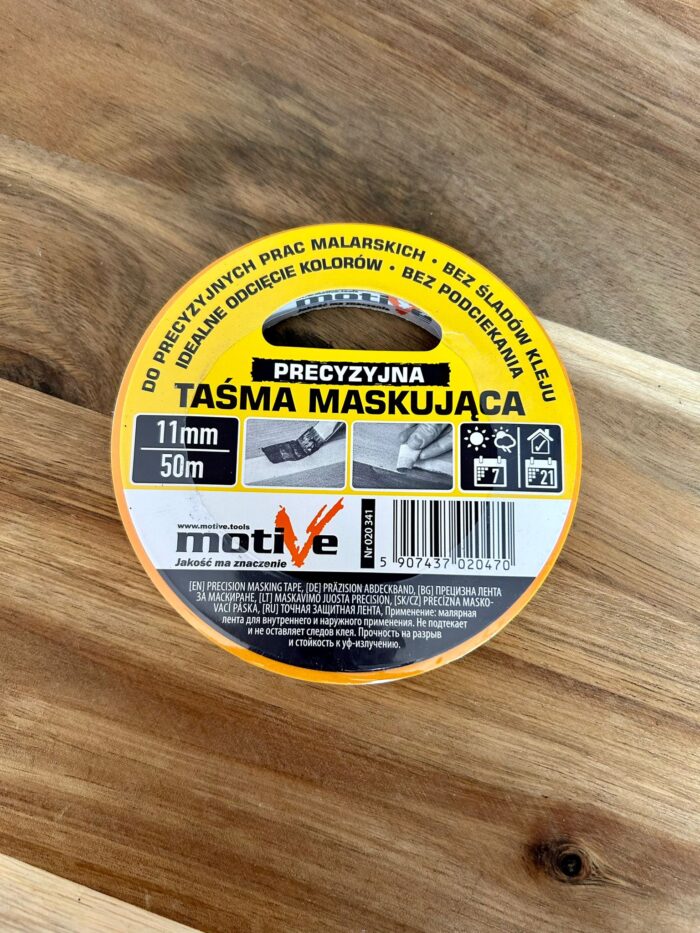 DO PRECYZYJNYCH PRAC MALARSKICH • BEZ ŚLADÓW KLEJU
IDEALNE ODCIĘCIE KOLORÓW • BEZ PODCIEKANIA
motive
Jakość ma znaczenie
PRECYZYJNA
TAŚMA MASKUJĄCA
11mm
50m
7
21
www.motive.tools
motive
Jakość ma znaczenie
Nr 020 341
5 907437 020470
[EN] PRECISION MASKING TAPE, [DE] PRÄZISION ABDECKBAND, [BG] ПРЕЦИЗНА ЛЕНТА
ЗА МАСКИРАНЕ, [LT] MASKAVIMO JUOSTA PRECISION, [SK/CZ] PRECÍZNA MASKO-
VACÍ PÁSKA, [RU] ТОЧНАЯ ЗАЩИТНАЯ ЛЕНТА, Применение: малярная
лента для внутреннего и наружного применения. Не подтекает
и не оставляет следов клея. Прочность на разрыв
и стойкость к уф-излучению.